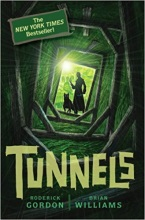 The
NEW YORK TIMES
Bestseller!
TUNNELS
RODERICK BRIAN
GORDON / WILLIAMS